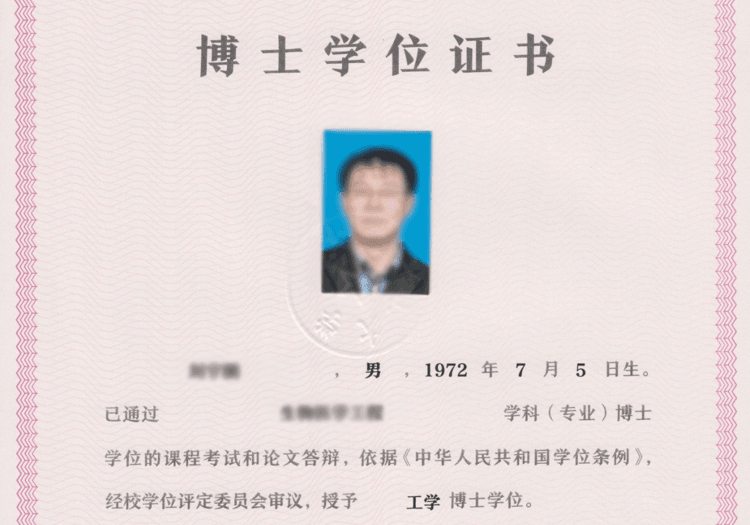 博士学位证书
，男，1972 年 7 月 5 日生。
已通过 学科（专业）博士
学位的课程考试和论文答辩，依据《中华人民共和国学位条例》，
经校学位评定委员会审议，授予 工学 博士学位。